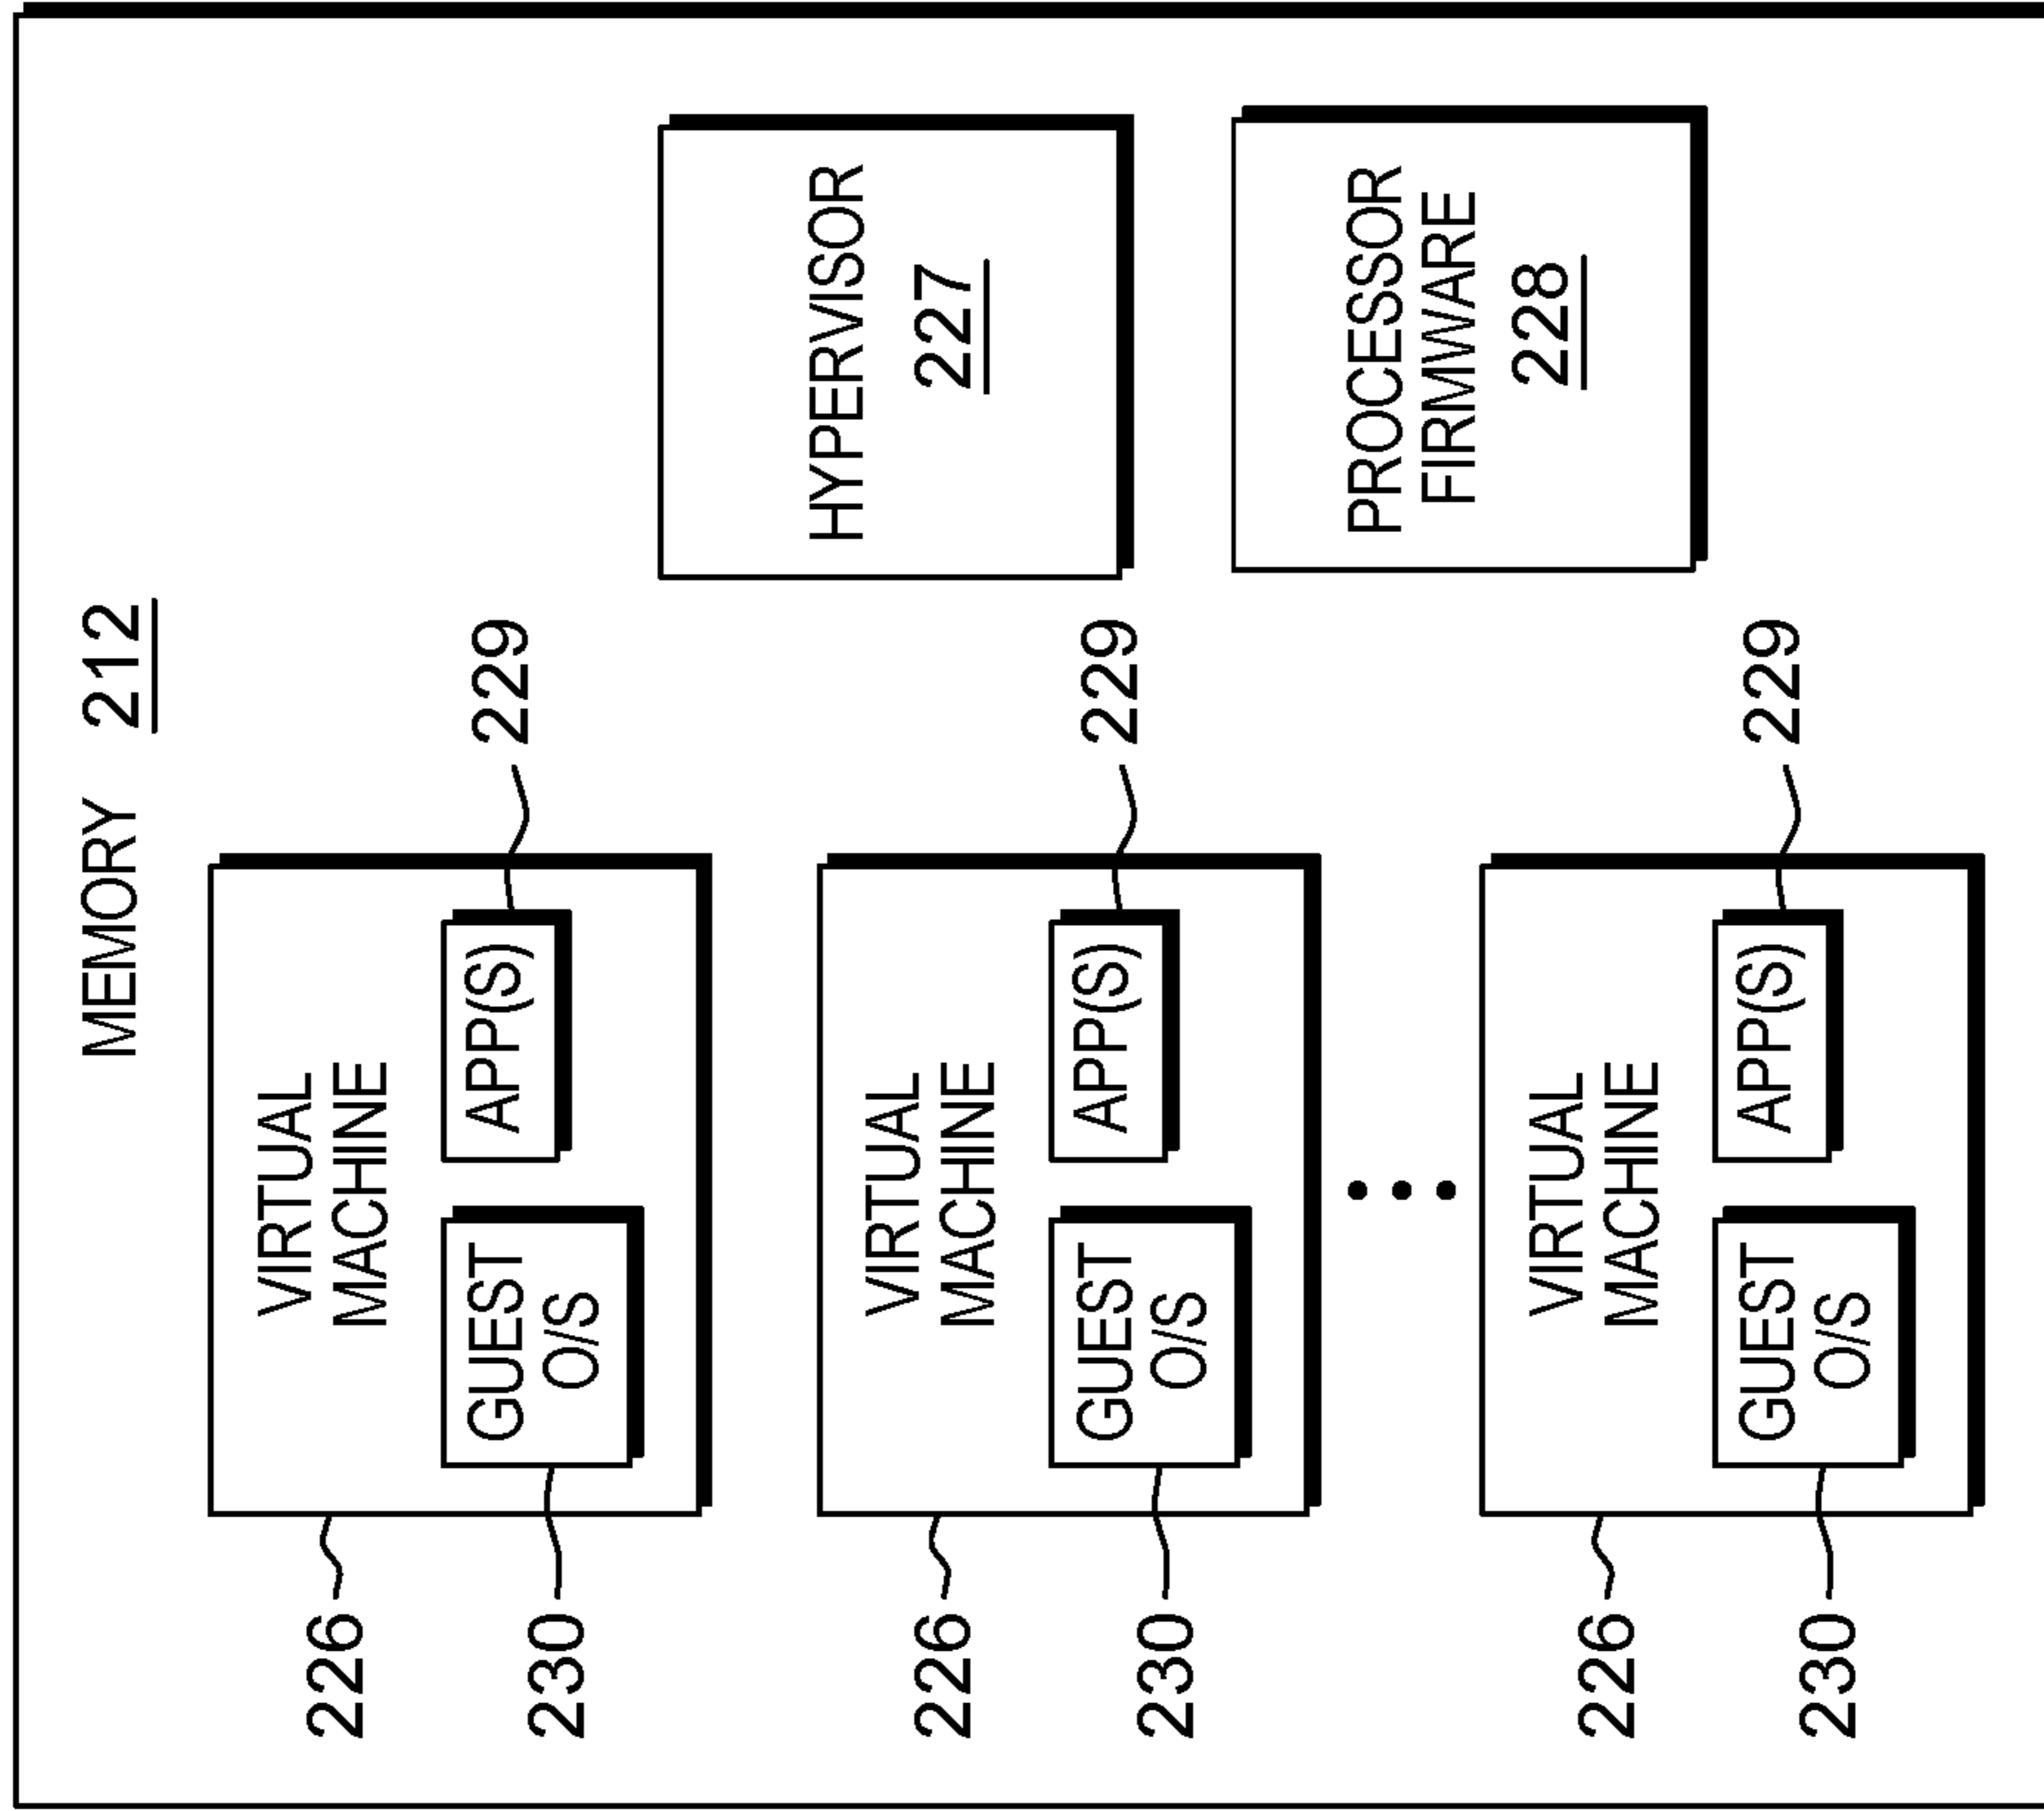 MEMORY 212
VIRTUAL
MACHINE
GUEST
O/S
APP(S)
226
230
229
VIRTUAL
MACHINE
GUEST
O/S
APP(S)
226
230
229
VIRTUAL
MACHINE
GUEST
O/S
APP(S)
226
230
229
HYPERVISOR
227
PROCESSOR
FIRMWARE
228